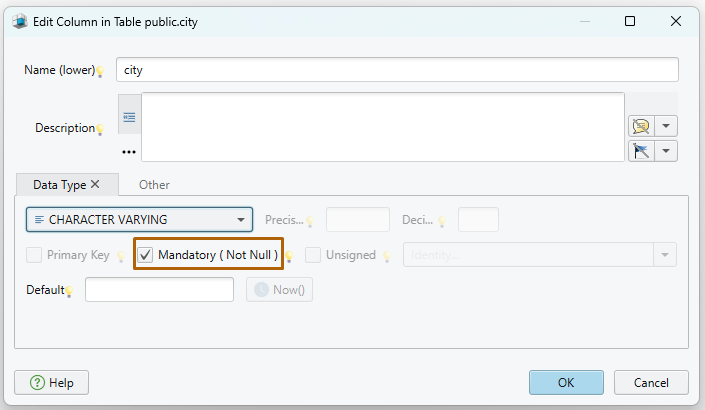 Edit Column in Table public.city
Name (lower)
city
Description
Data Type
Other
CHARACTER VARYING
Precis...
Deci...
Primary Key
Mandatory ( Not Null )
Unsigned
Identity...
Default
Now()
? Help
OK
Cancel